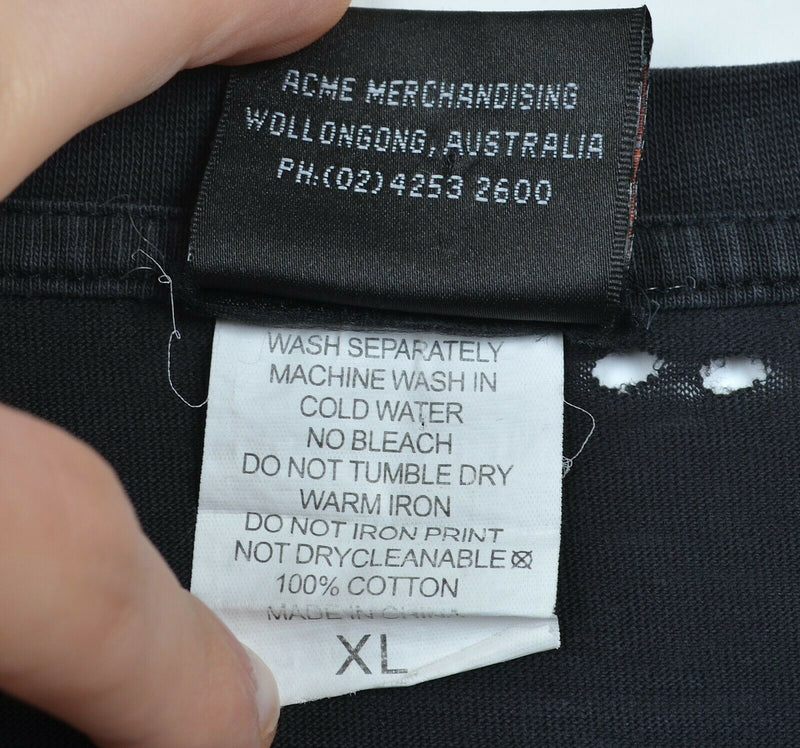 ACME MERCHANDISING
WOLLONGONG, AUSTRALIA
PH.(02) 4253 2600
WASH SEPARATELY
MACHINE WASH IN
COLD WATER
NO BLEACH
DO NOT TUMBLE DRY
WARM IRON
DO NOT IRON PRINT
NOT DRYCLEANABLE
100% COTTON
MADE IN CHINA
XL